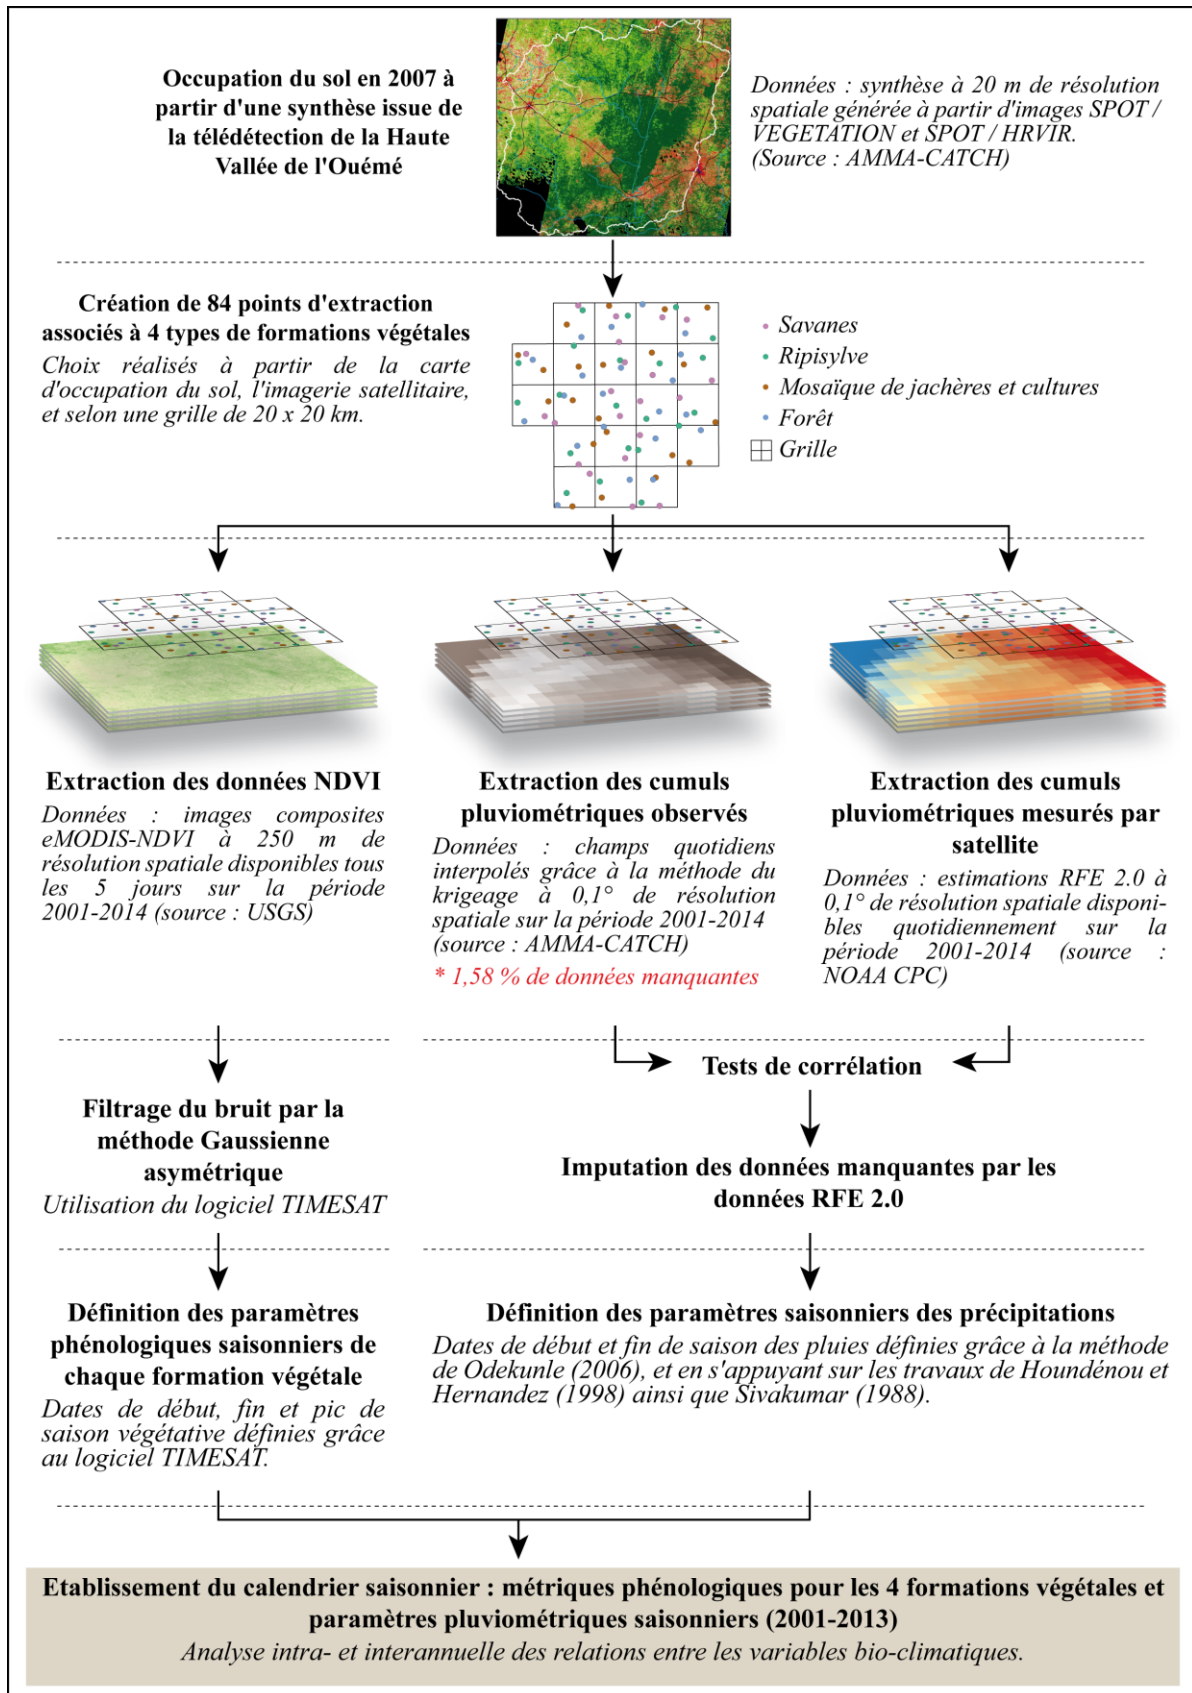 Occupation du sol en 2007 à
partir d'une synthèse issue de
la télédétection de la Haute
Vallée de l'Ouémé
Données : synthèse à 20 m de résolution
spatiale générée à partir d'images SPOT /
VEGETATION et SPOT / HRVIR.
(Source : AMMA-CATCH)
Création de 84 points d'extraction
associés à 4 types de formations végétales
Choix réalisés à partir de la carte
d'occupation du sol, l'imagerie satellitaire,
et selon une grille de 20 x 20 km.
Savanes
Ripisylve
Mosaïque de jachères et cultures
Forêt
Grille
Extraction des données NDVI
Données : images composites
eMODIS-NDVI à 250 m de
résolution spatiale disponibles tous
les 5 jours sur la période
2001-2014 (source : USGS)
Extraction des cumuls
pluviométriques observés
Données : champs quotidiens
interpolés grâce à la méthode du
krigeage à 0,1° de résolution
spatiale sur la période 2001-2014
(source : AMMA-CATCH)
* 1,58 % de données manquantes
Extraction des cumuls
pluviométriques mesurés par
satellite
Données : estimations RFE 2.0 à
0,1° de résolution spatiale disponi-
bles quotidiennement sur la
période 2001-2014 (source :
NOAA CPC)
Tests de corrélation
Filtrage du bruit par la
méthode Gaussienne
asymétrique
Utilisation du logiciel TIMESAT
Imputation des données manquantes par les
données RFE 2.0
Définition des paramètres
phénologiques saisonniers de
chaque formation végétale
Dates de début, fin et pic de
saison végétative définies grâce
au logiciel TIMESAT.
Définition des paramètres saisonniers des précipitations
Dates de début et fin de saison des pluies définies grâce à la méthode
de Odekunle (2006), et en s'appuyant sur les travaux de Houndénou et
Hernandez (1998) ainsi que Sivakumar (1988).
Etablissement du calendrier saisonnier : métriques phénologiques pour les 4 formations végétales et
paramètres pluviométriques saisonniers (2001-2013)
Analyse intra- et interannuelle des relations entre les variables bio-climatiques.